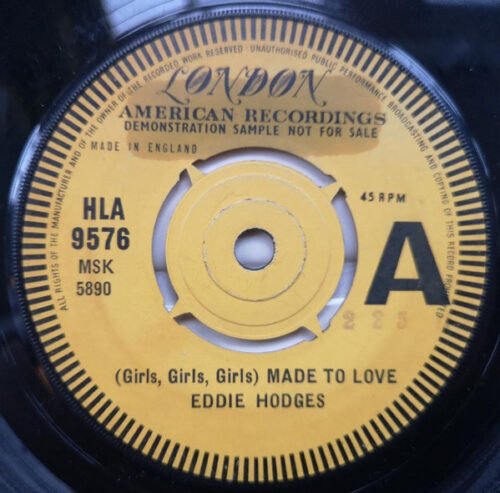 ALL RIGHTS OF THE MANUFACTURER AND OF THE OWNER OF THE RECORDED WORK RESERVED · UNAUTHORISED PUBLIC PERFORMANCE BROADCASTING AND COPYING OF THIS RECORD PROHIBITED
LONDON
AMERICAN RECORDINGS
DEMONSTRATION SAMPLE NOT FOR SALE
MADE IN ENGLAND
45 RPM
HLA
9576
A
MSK
5890
(Girls, Girls, Girls) MADE TO LOVE
EDDIE HODGES